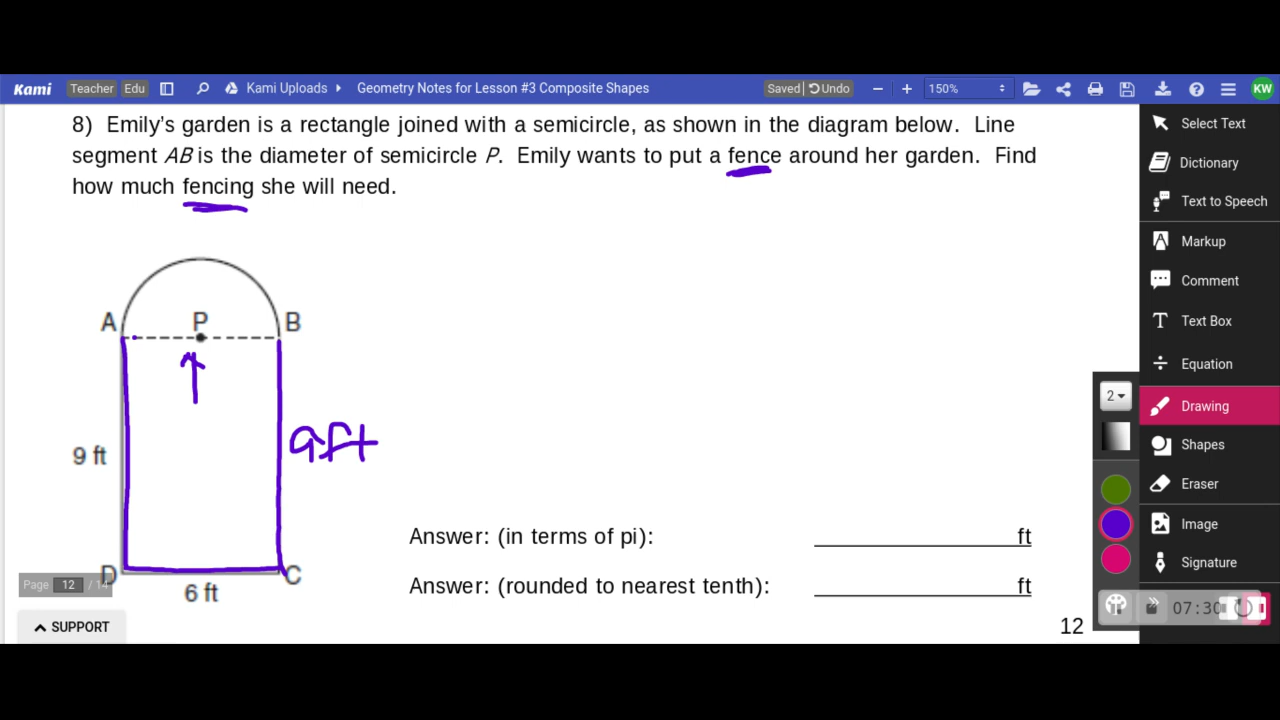 Kami Teacher Edu Kami Uploads Geometry Notes for Lesson #3 Composite Shapes Saved Undo − + 150% KW
8) Emily's garden is a rectangle joined with a semicircle, as shown in the diagram below. Line
segment AB is the diameter of semicircle P. Emily wants to put a fence around her garden. Find
how much fencing she will need.
A P B
9 ft 9ft
D C
6 ft
Answer: (in terms of pi): ft
Answer: (rounded to nearest tenth): ft
12
Page 12 / 14
SUPPORT
Select Text
Dictionary
Text to Speech
Markup
Comment
T Text Box
Equation
2
Drawing
Shapes
Eraser
Image
Signature
07:30